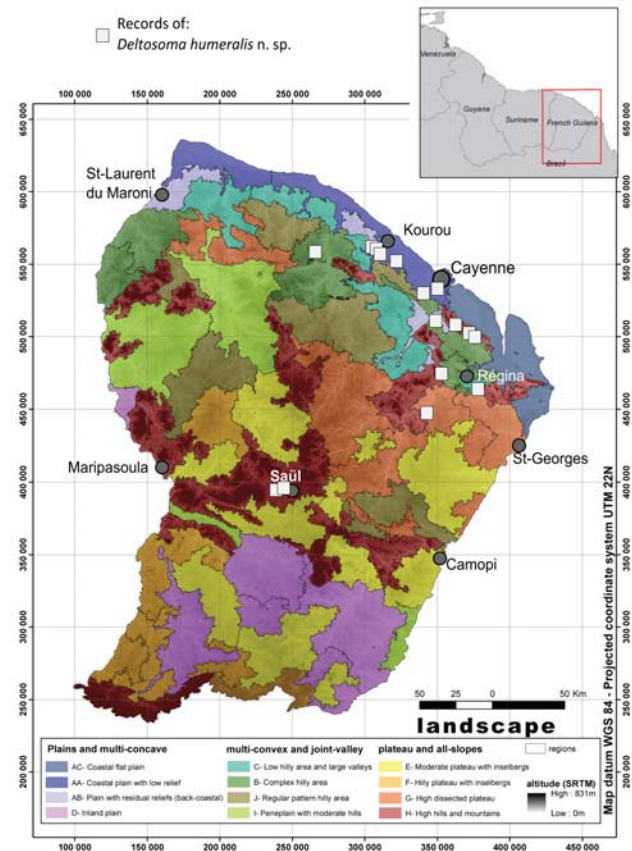 Records of:
Deltosoma humeralis n. sp.
Venezuela
Guyana
Suriname
French Guiana
Brazil
100 000 150 000 200 000 250 000 300 000
650 000
600 000
550 000
500 000
450 000
400 000
350 000
300 000
250 000
200 000
St-Laurent
du Maroni
Kourou
Cayenne
Régina
St-Georges
Maripasoula
Saül
Camopi
50 25 0 50 Km
landscape
Map datum WGS 84 - Projected coordinate system UTM 22N
Plains and multi-concave
AC- Coastal flat plain
AA- Coastal plain with low relief
AB- Plain with residual reliefs (back-coastal)
D- Inland plain
multi-convex and joint-valley
C- Low hilly area and large valleys
B- Complex hilly area
J- Regular pattern hilly area
I- Peneplain with moderate hills
plateau and all-slopes
E- Moderate plateau with inselbergs
F- Hilly plateau with inselbergs
G- High dissected plateau
H- High hills and mountains
regions
altitude (SRTM)
High : 831m
Low : 0m
100 000 150 000 200 000 250 000 300 000 350 000 400 000 450 000